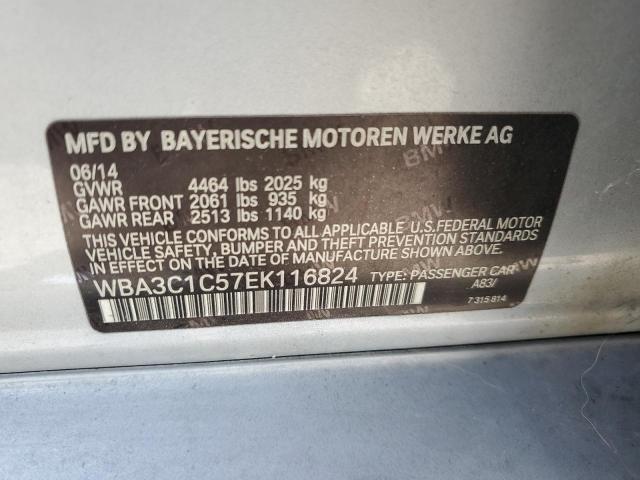 MFD BY BAYERISCHE MOTOREN WERKE AG
06/14
GVWR 4464 lbs 2025 kg
GAWR FRONT 2061 lbs 935 kg
GAWR REAR 2513 lbs 1140 kg
THIS VEHICLE CONFORMS TO ALL APPLICABLE U.S.FEDERAL MOTOR
VEHICLE SAFETY, BUMPER AND THEFT PREVENTION STANDARDS
IN EFFECT ON THE DATE OF MANUFACTURE SHOWN ABOVE.
WBA3C1C57EK116824 TYPE: PASSENGER CAR
A83/
7 315 814